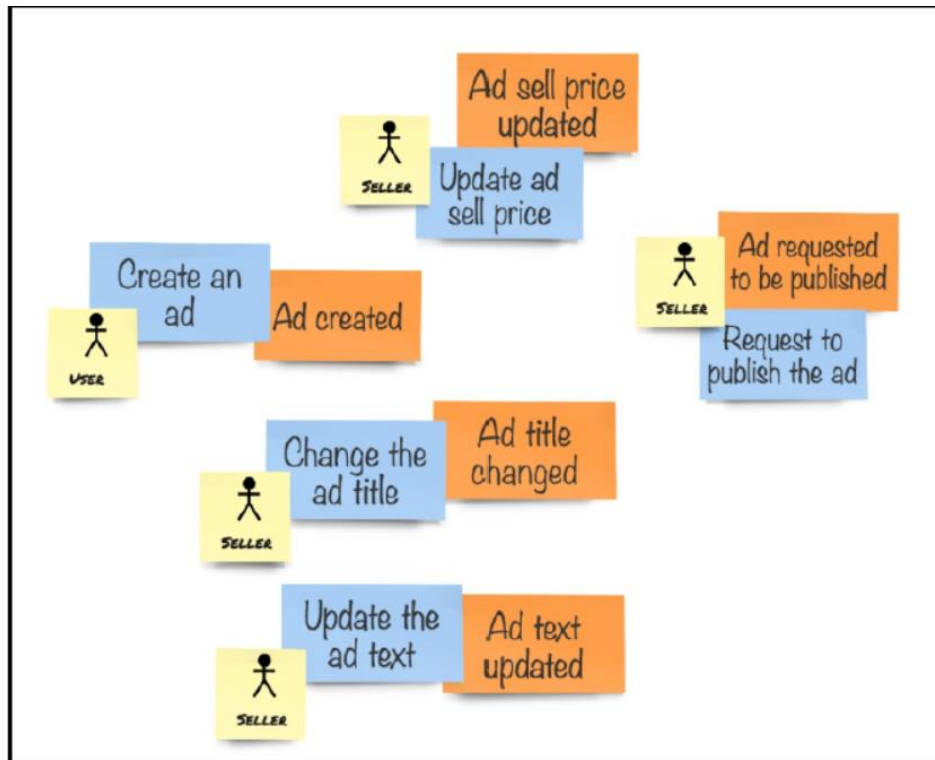 Ad sell price
updated
SELLER
Update ad
sell price
Create an
ad
Ad created
USER
Ad requested
to be published
SELLER
Request to
publish the ad
Change the
ad title
Ad title
changed
SELLER
Update the
ad text
Ad text
updated
SELLER